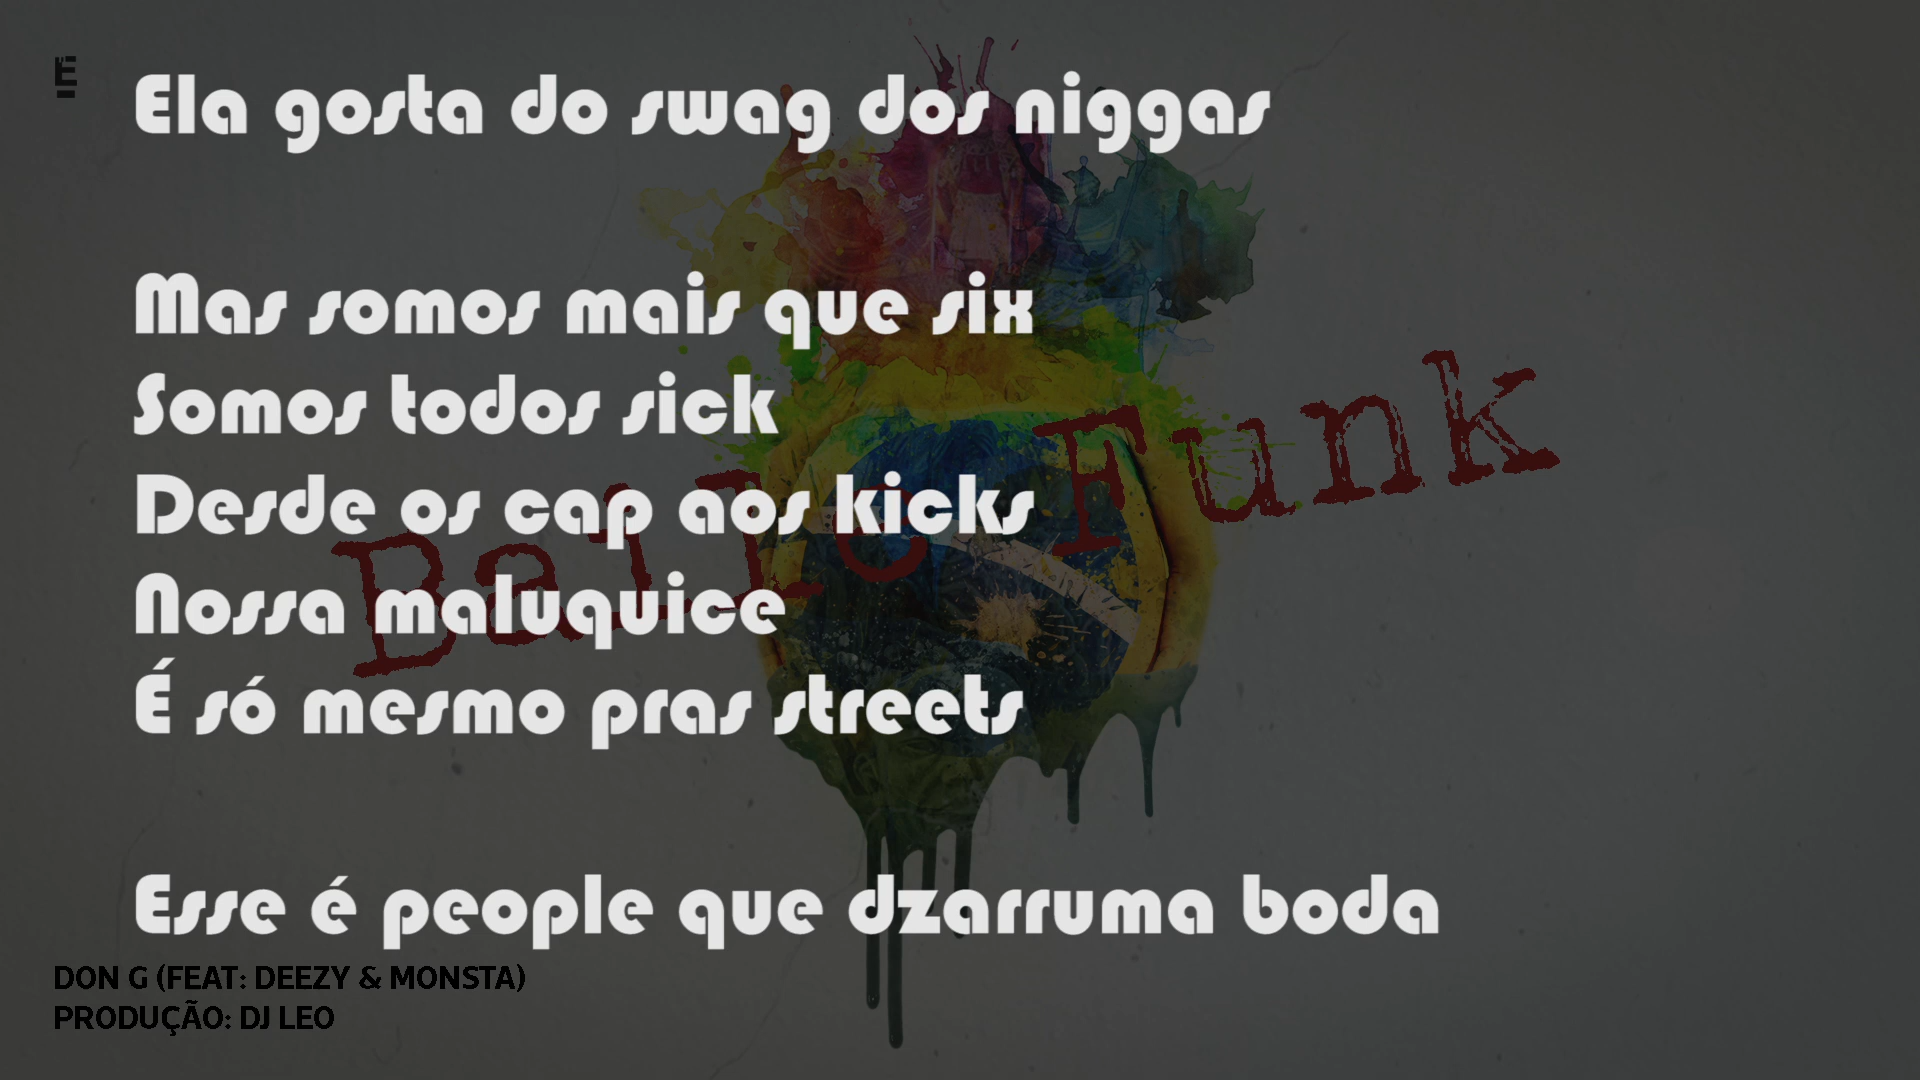 Ela gosta do swag dos niggas
Mas somos mais que six
Somos todos sick
Desde os cap aos kicks
Nossa maluquice
É só mesmo pras streets
Esse é people que dzarruma boda
Baile Funk
DON G (FEAT: DEEZY & MONSTA)
PRODUÇÃO: DJ LEO